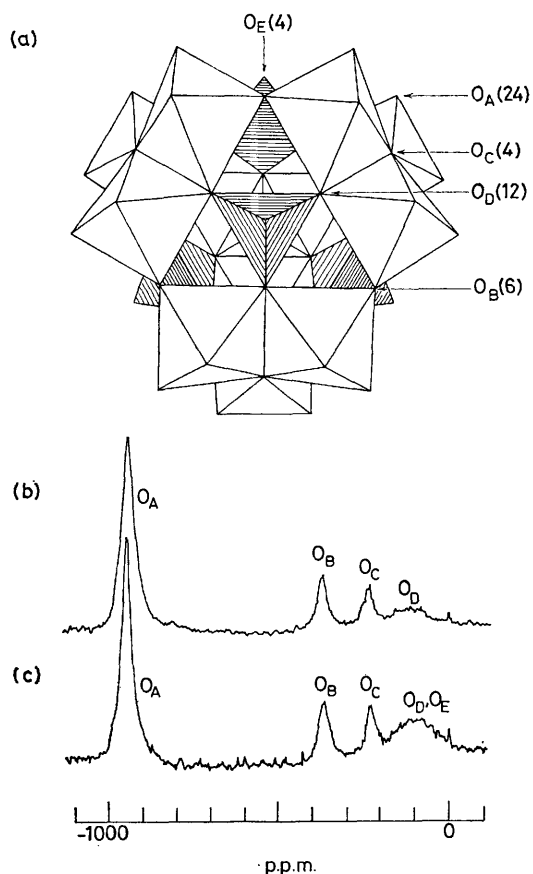 (a)
O_E(4)
O_A(24)
O_C(4)
O_D(12)
O_B(6)
(b)
O_A
O_B
O_C
O_D
(c)
O_A
O_B
O_C
O_D,O_E
-1000
0
p.p.m.